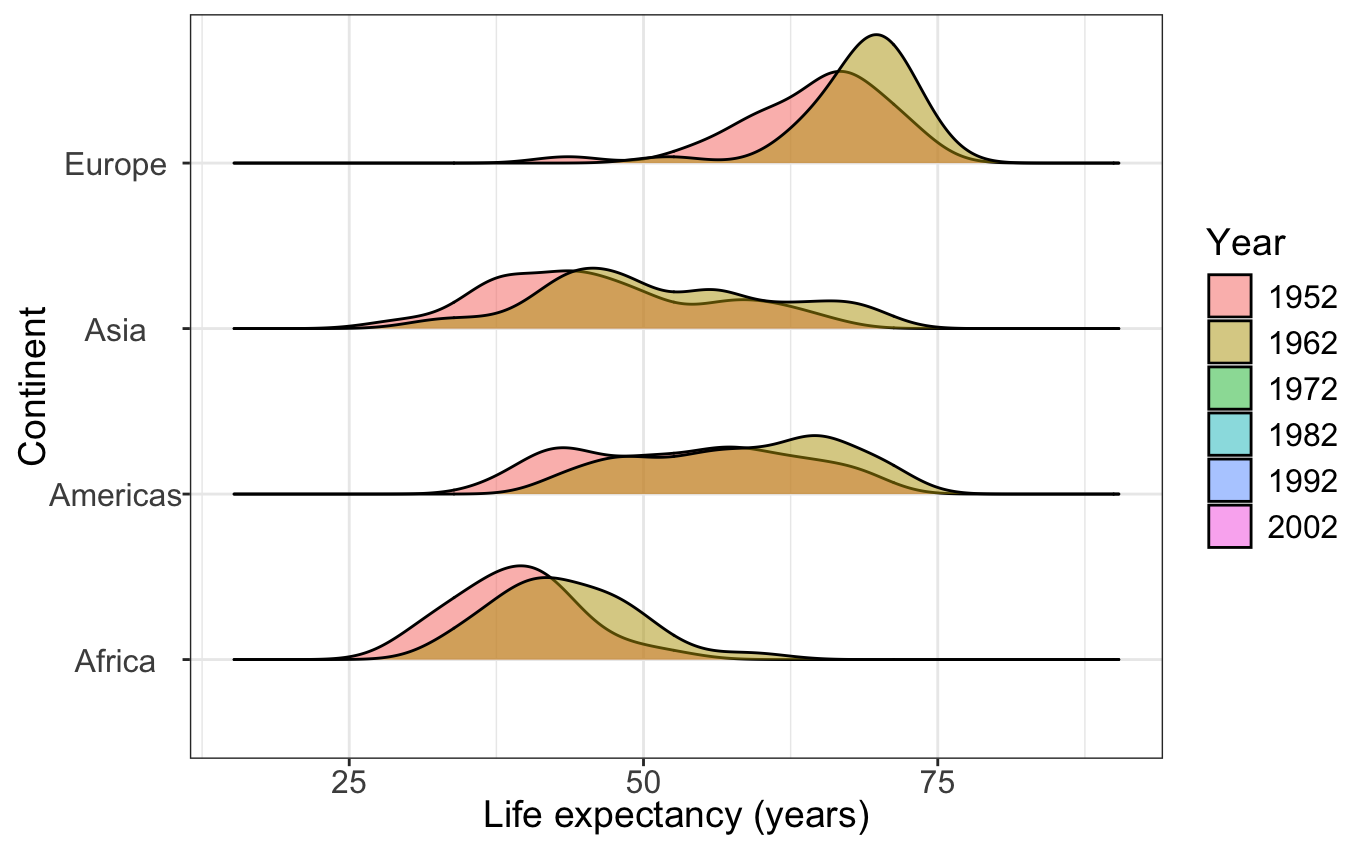 Europe
Asia
Americas
Africa
Continent
25 50 75
Life expectancy (years)
Year
1952
1962
1972
1982
1992
2002